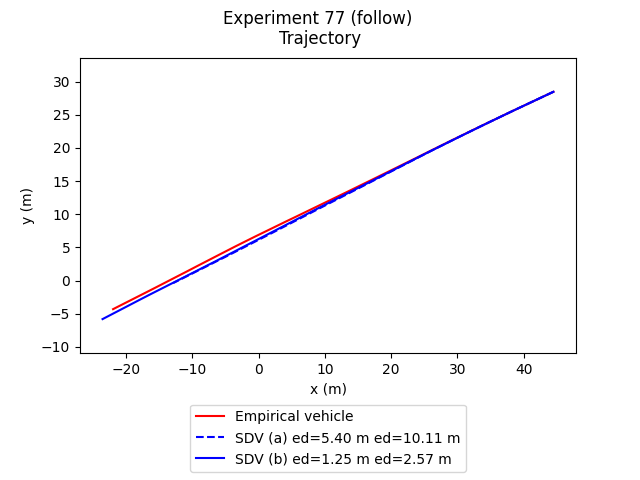 Experiment 77 (follow)
Trajectory
30
25
20
15
10
5
0
−5
−10
y (m)
−20 −10 0 10 20 30 40
x (m)
Empirical vehicle
SDV (a) ed=5.40 m ed=10.11 m
SDV (b) ed=1.25 m ed=2.57 m